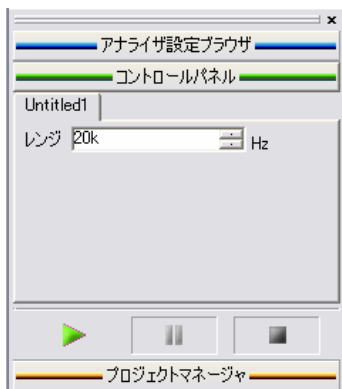 アナライザ設定ブラウザ
コントロールパネル
Untitled1
レンジ 20k Hz
プロジェクトマネージャ